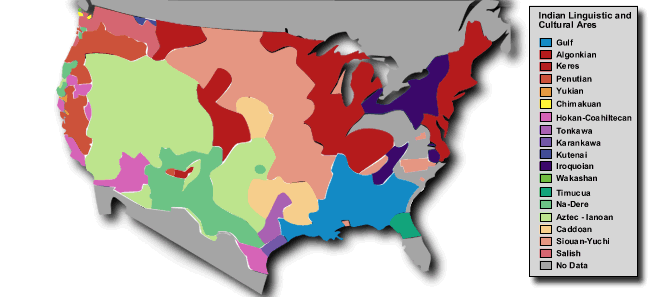 Indian Linguistic and
Cultural Areas
Gulf
Algonkian
Keres
Penutian
Yukian
Chimakuan
Hokan-Coahiltecan
Tonkawa
Karankawa
Kutenai
Iroquoian
Wakashan
Timucua
Na-Dere
Aztec - Ianoan
Caddoan
Siouan-Yuchi
Salish
No Data